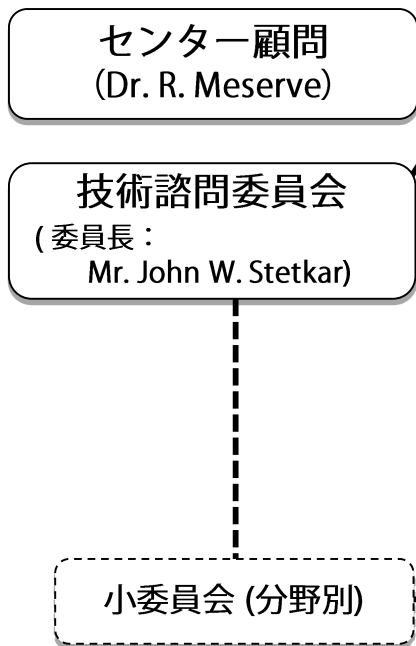 センター顧問
(Dr. R. Meserve)
技術諮問委員会
( 委員長：
Mr. John W. Stetkar)
小委員会 (分野別)